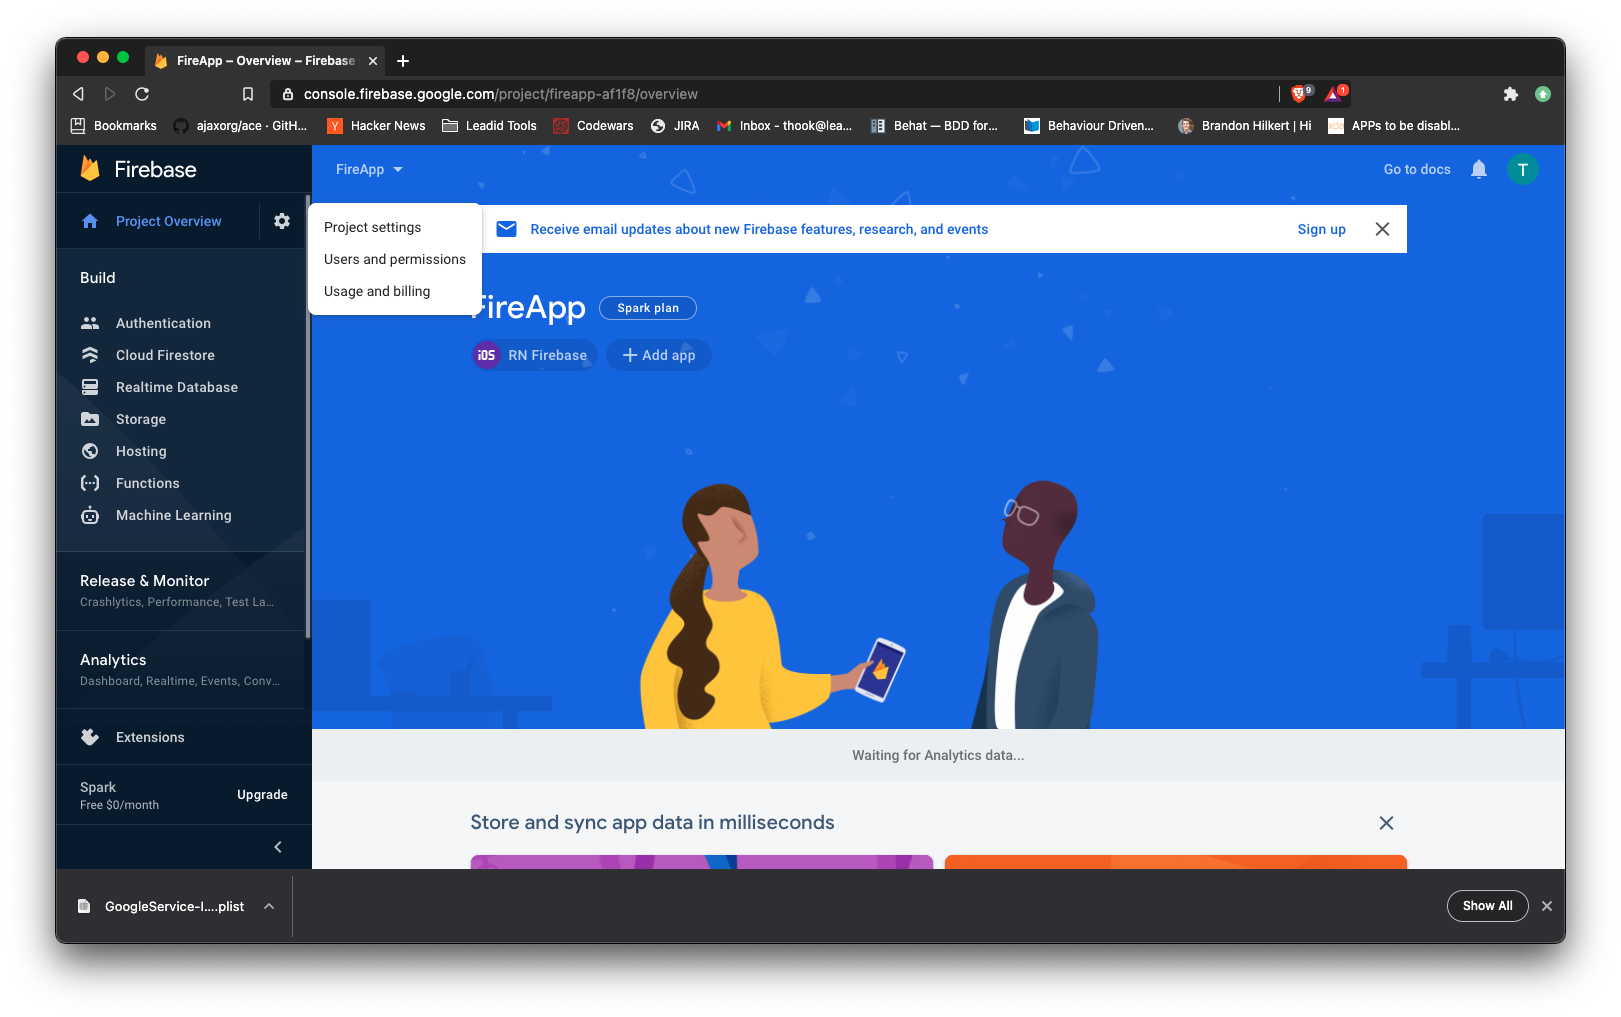 FireApp – Overview – Firebase
console.firebase.google.com/project/fireapp-af1f8/overview
9
1
Bookmarks
ajaxorg/ace · GitH...
Y
Hacker News
Leadid Tools
Codewars
JIRA
Inbox - thook@lea...
Behat — BDD for...
Behaviour Driven...
Brandon Hilkert | Hi
xda
APPs to be disabl...
Firebase
FireApp
Go to docs
T
Project Overview
Project settings
Users and permissions
Usage and billing
Receive email updates about new Firebase features, research, and events
Sign up
FireApp
Spark plan
iOS
RN Firebase
Add app
Build
Authentication
Cloud Firestore
Realtime Database
Storage
Hosting
Functions
Machine Learning
Release & Monitor
Crashlytics, Performance, Test La...
Analytics
Dashboard, Realtime, Events, Conv...
Extensions
Spark
Free $0/month
Upgrade
Waiting for Analytics data...
Store and sync app data in milliseconds
GoogleService-I....plist
Show All